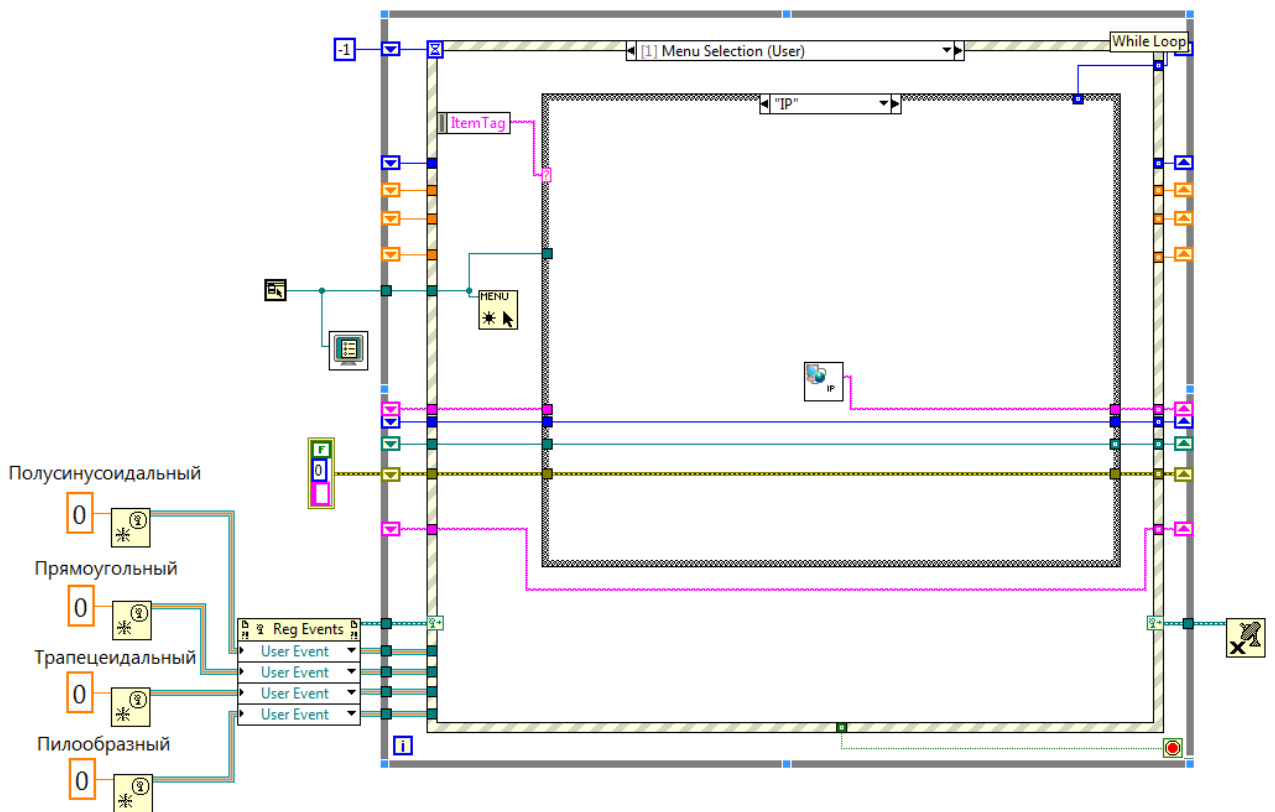 -1
[1] Menu Selection (User)
While Loop
"IP"
ItemTag
?
MENU
IP
F
0
Полусинусоидальный
0
Прямоугольный
0
Reg Events
User Event
User Event
User Event
User Event
Трапецеидальный
0
Пилообразный
0
i